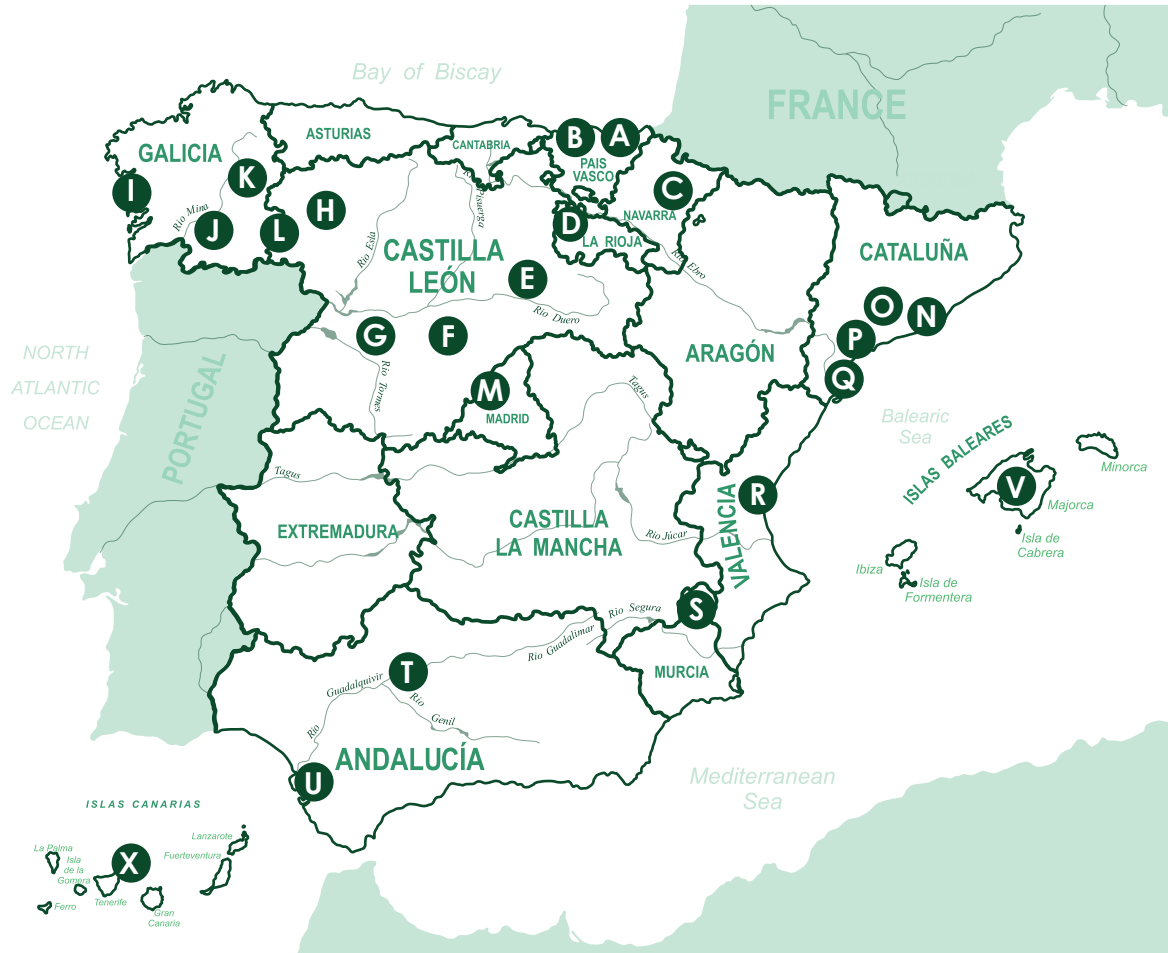 Bay of Biscay
FRANCE
ASTURIAS
CANTABRIA
B
A
PAIS
VASCO
GALICIA
K
I
C
NAVARRA
H
Rio Mino
J
L
D
LA RIOJA
Pisuerga
Rio Esla
CASTILLA
LEÓN
E
Rio Ebro
CATALUÑA
Rio Duero
O
N
P
G
F
NORTH
ATLANTIC
OCEAN
PORTUGAL
ARAGÓN
Rio Tormes
M
MADRID
Tagus
Q
Balearic
Sea
ISLAS BALEARES
Minorca
V
Majorca
Tagus
R
VALENCIA
EXTREMADURA
CASTILLA
LA MANCHA
Rio Júcar
Isla de
Cabrera
Ibiza
Isla de
Formentera
S
Rio Segura
Rio Guadalimar
T
MURCIA
Guadalquivir
Rio
Genil
Rio
ANDALUCÍA
U
Mediterranean
Sea
ISLAS CANARIAS
Lanzarote
La Palma
Fuerteventura
X
Isla
de la
Gomera
Tenerife
Ferro
Gran
Canaria